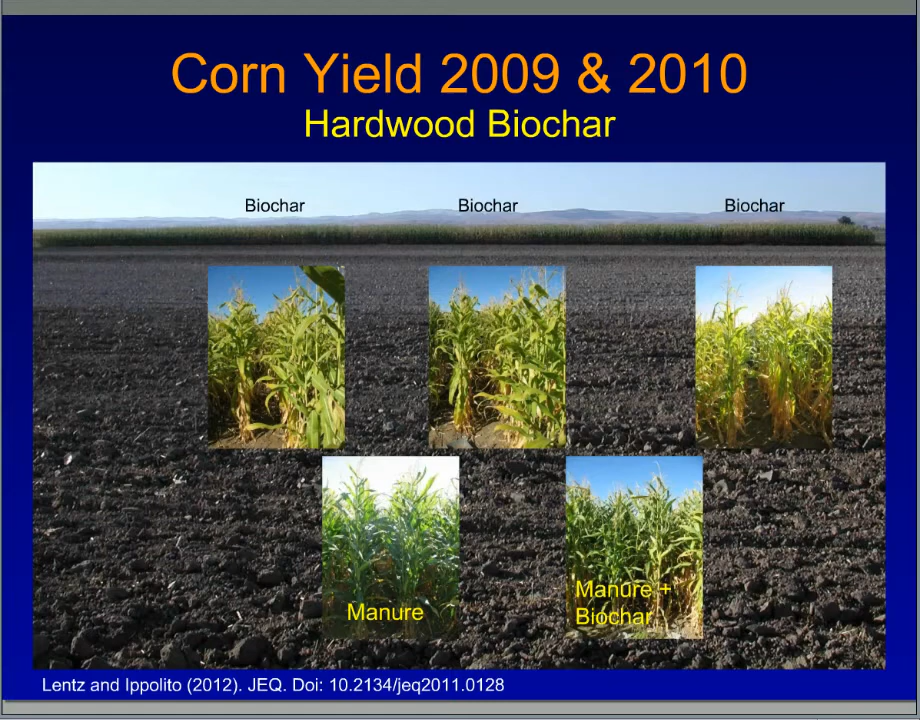 Corn Yield 2009 & 2010
Hardwood Biochar
Biochar
Biochar
Biochar
Manure
Manure +
Biochar
Lentz and Ippolito (2012). JEQ. Doi: 10.2134/jeq2011.0128